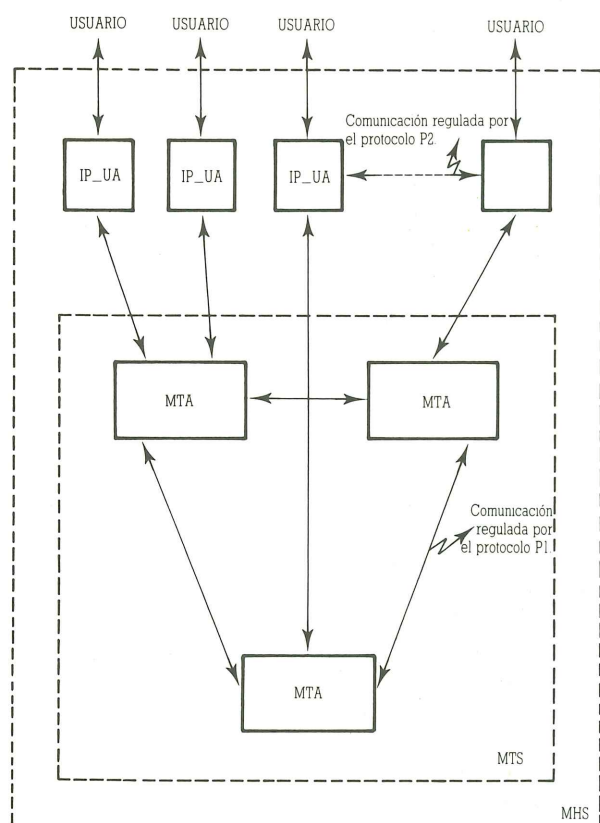 USUARIO USUARIO USUARIO USUARIO
Comunicación regulada por
el protocolo P2.
IP_UA IP_UA IP_UA
MTA MTA
Comunicación
regulada por
el protocolo P1.
MTA
MTS
MHS